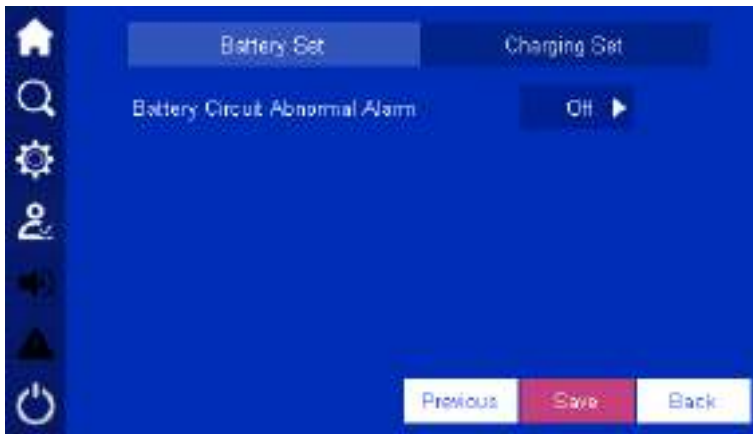 Battery Set Charging Set
Battery Circuit Abnormal Alarm Off
Previous Save Back